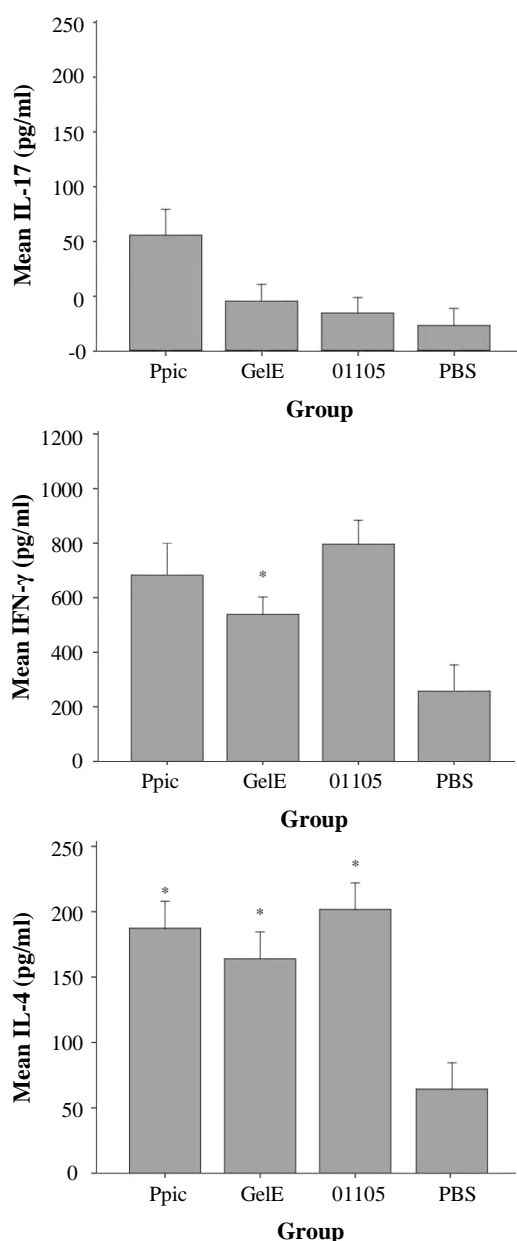 250
200
150
100
50
0
-0
Mean IL-17 (pg/ml)
Ppic GelE 01105 PBS
Group
1200
1000
800
600
400
200
0
Mean IFN-γ (pg/ml)
*
Ppic GelE 01105 PBS
Group
250
200
150
100
50
0
Mean IL-4 (pg/ml)
* * *
Ppic GelE 01105 PBS
Group